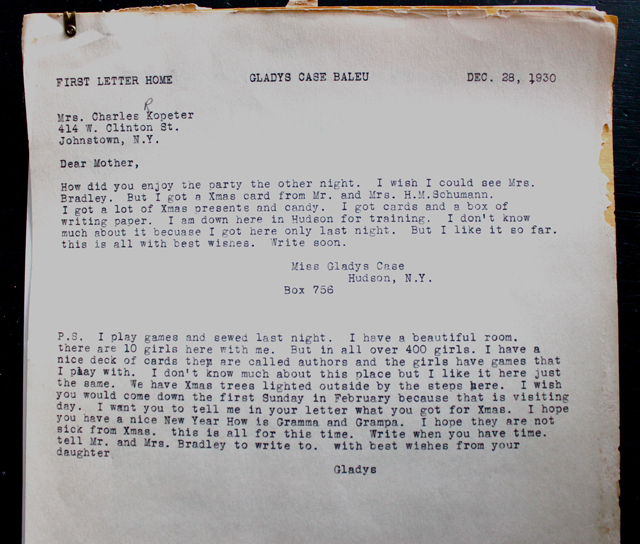 FIRST LETTER HOME GLADYS CASE BALEU DEC. 28, 1930
R
Mrs. Charles Kopeter
414 W. Clinton St.
Johnstown, N.Y.
Dear Mother,
How did you enjoy the party the other night. I wish I could see Mrs.
Bradley. But I got a Xmas card from Mr. and Mrs. H.M.Schumann.
I got a lot of Xmas presents and candy. I got cards and a box of
writing paper. I am down here in Hudson for training. I don't know
much about it becuase I got here only last night. But I like it so far.
this is all with best wishes. Write soon.
Miss Gladys Case
Hudson, N.Y.
Box 756
P.S. I play games and sewed last night. I have a beautiful room.
there are 10 girls here with me. But in all over 400 girls. I have a
nice deck of cards they are called authors and the girls have games that
I play with. I don't know much about this place but I like it here just
the same. We have Xmas trees lighted outside by the steps here. I wish
you would come down the first Sunday in February because that is visiting
day. I want you to tell me in your letter what you got for Xmas. I hope
you have a nice New Year How is Gramma and Grampa. I hope they are not
sick from Xmas. this is all for this time. Write when you have time.
tell Mr. and Mrs. Bradley to write to. with best wishes from your
daughter
Gladys